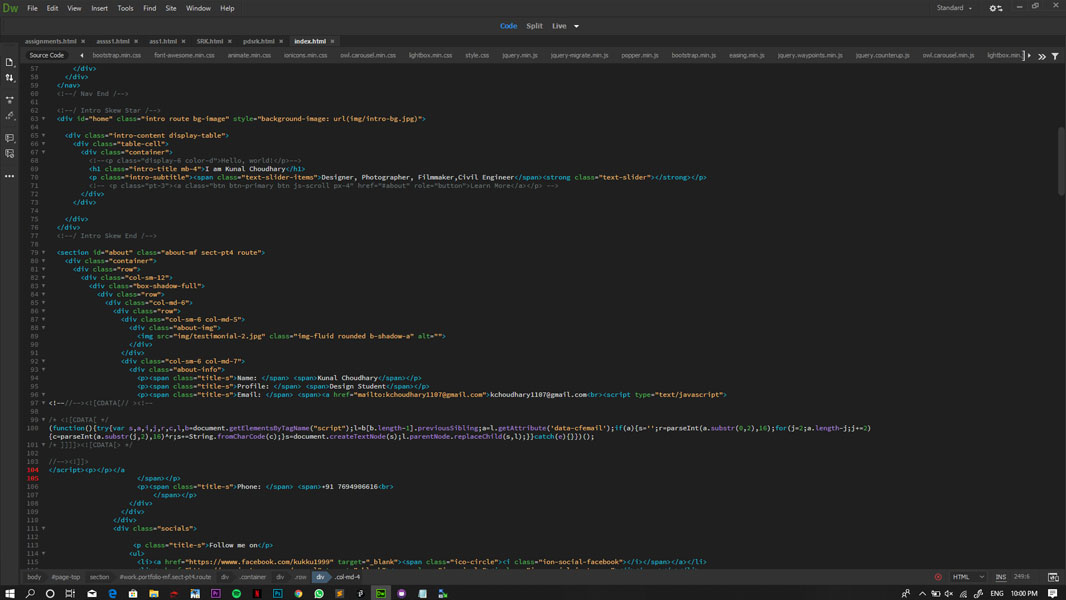 Dw File Edit View Insert Tools Find Site Window Help Standard
Code Split Live
assignments.html × assss1.html × ass1.html × SRK.html × pdurk.html × index.html ×
Source Code bootstrap.min.css font-awesome.min.css animate.min.css ionicons.min.css owl.carousel.min.css lightbox.min.css style.css jquery.min.js jquery-migrate.min.js popper.min.js bootstrap.min.js easing.min.js jquery.waypoints.min.js jquery.counterup.js owl.carousel.min.js lightbox.min.
57 </div>
58 </div>
59 </nav>
60 <!--/ Nav End /-->
61
62 <!--/ Intro Skew Star /-->
63 <div id="home" class="intro route bg-image" style="background-image: url(img/intro-bg.jpg)">
64
65 <div class="intro-content display-table">
66 <div class="table-cell">
67 <div class="container">
68 <!--<p class="display-6 color-d">Hello, world!</p>-->
69 <h1 class="intro-title mb-4">I am Kunal Choudhary</h1>
70 <p class="intro-subtitle"><span class="text-slider-items">Designer, Photographer, Filmmaker,Civil Engineer</span><strong class="text-slider"></strong></p>
71 <!-- <p class="pt-3"><a class="btn btn-primary btn js-scroll px-4" href="#about" role="button">Learn More</a></p> -->
72 </div>
73 </div>
74
75 </div>
76 </div>
77 <!--/ Intro Skew End /-->
78
79 <section id="about" class="about-mf sect-pt4 route">
80 <div class="container">
81 <div class="row">
82 <div class="col-sm-12">
83 <div class="box-shadow-full">
84 <div class="row">
85 <div class="col-md-6">
86 <div class="row">
87 <div class="col-sm-6 col-md-5">
88 <div class="about-img">
89 <img src="img/testimonial-2.jpg" class="img-fluid rounded b-shadow-a" alt="">
90 </div>
91 </div>
92 <div class="col-sm-6 col-md-7">
93 <div class="about-info">
94 <p><span class="title-s">Name: </span> <span>Kunal Choudhary</span></p>
95 <p><span class="title-s">Profile: </span> <span>Design Student</span></p>
96 <p><span class="title-s">Email: </span> <span><a href="mailto:kchoudhary1107@gmail.com">kchoudhary1107@gmail.com<br><script type="text/javascript">
97 <!--//--><![CDATA[// ><!--
98
99 /* <![CDATA[ */
100 (function(){try{var s,a,i,j,r,c,l,b=document.getElementsByTagName("script");l=b[b.length-1].previousSibling;a=l.getAttribute('data-cfemail');if(a){s='';r=parseInt(a.substr(0,2),16);for(j=2;a.length-j;j+=2)
{c=parseInt(a.substr(j,2),16)^r;s+=String.fromCharCode(c);}s=document.createTextNode(s);l.parentNode.replaceChild(s,l);}}catch(e){}})();
101 /* ]]]]><![CDATA[> */
102
103 //--><!]]>
104 </script><p></p></a
105 </span></p>
106 <p><span class="title-s">Phone: </span> <span>+91 7694906616<br>
107 </span></p>
108 </div>
109 </div>
110 </div>
111 <div class="socials">
112
113 <p class="title-s">Follow me on</p>
114 <ul>
115 <li><a href="https://www.facebook.com/kukku1999" target="_blank"><span class="ico-circle"><i class="ion-social-facebook"></i></span></a></li>
body #page-top section #work.portfolio-mf.sect-pt4.route div .container div .row div .col-md-4 HTML INS 249:6
ENG 10:00 PM